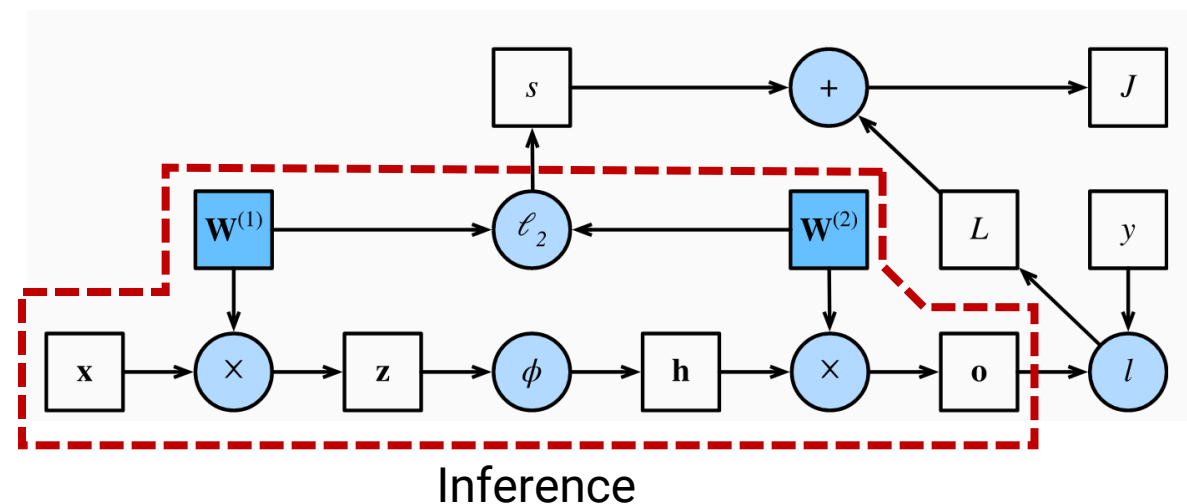 s + J
W⁽¹⁾ ℓ₂ W⁽²⁾ L y
x × z ϕ h × o l
Inference